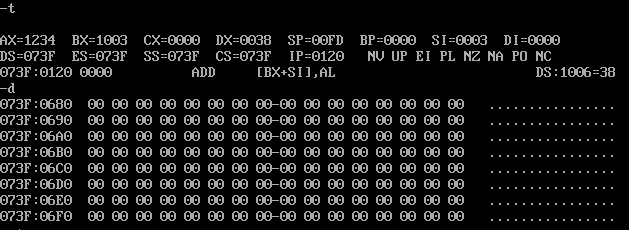 -t
AX=1234 BX=1003 CX=0000 DX=0038 SP=00FD BP=0000 SI=0003 DI=0000
DS=073F ES=073F SS=073F CS=073F IP=0120 NV UP EI PL NZ NA PO NC
073F:0120 0000 ADD [BX+SI],AL DS:1006=38
-d
073F:0680 00 00 00 00 00 00 00 00-00 00 00 00 00 00 00 00 ................
073F:0690 00 00 00 00 00 00 00 00-00 00 00 00 00 00 00 00 ................
073F:06A0 00 00 00 00 00 00 00 00-00 00 00 00 00 00 00 00 ................
073F:06B0 00 00 00 00 00 00 00 00-00 00 00 00 00 00 00 00 ................
073F:06C0 00 00 00 00 00 00 00 00-00 00 00 00 00 00 00 00 ................
073F:06D0 00 00 00 00 00 00 00 00-00 00 00 00 00 00 00 00 ................
073F:06E0 00 00 00 00 00 00 00 00-00 00 00 00 00 00 00 00 ................
073F:06F0 00 00 00 00 00 00 00 00-00 00 00 00 00 00 00 00 ................